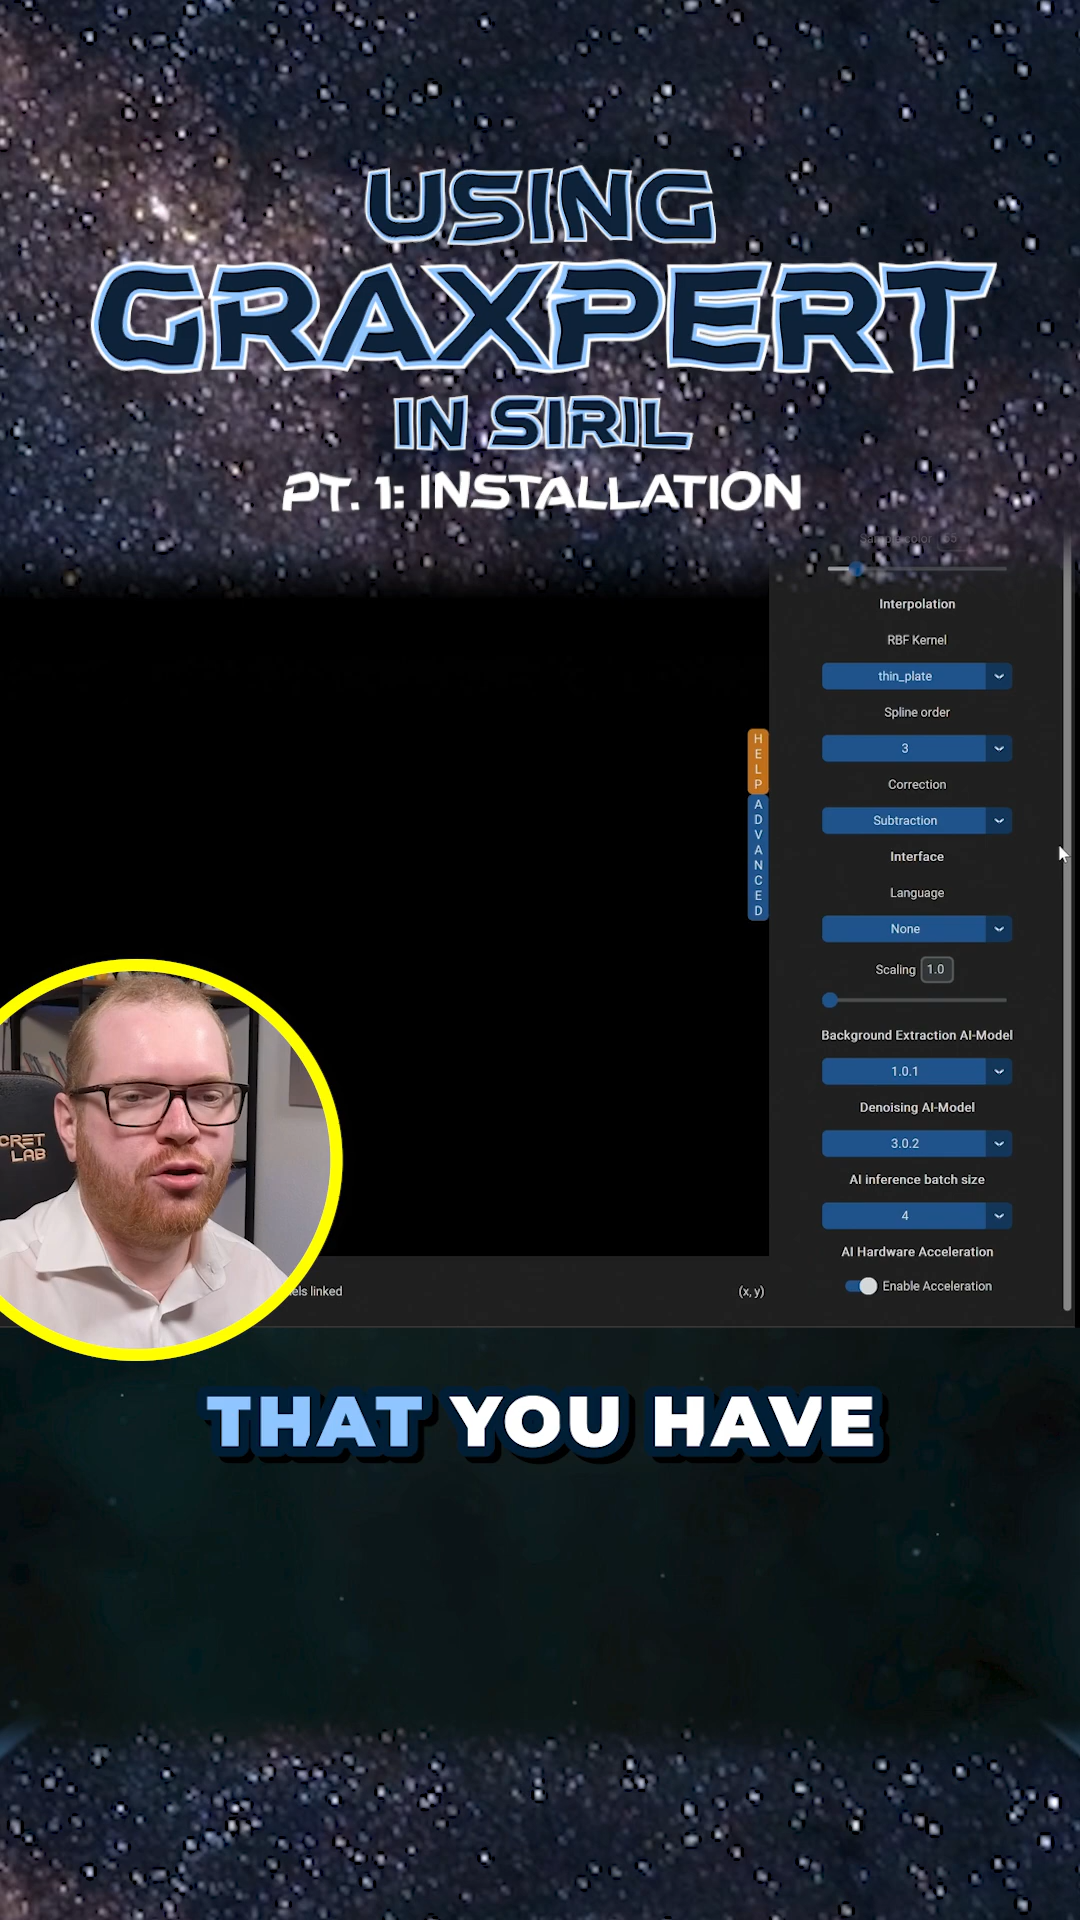 USING
GRAXPERT
IN SIRIL
PT. 1: INSTALLATION
Sample color
Interpolation
RBF Kernel
thin_plate
Spline order
3
HELP
Correction
ADVANCED
Subtraction
Interface
Language
None
Scaling 1.0
Background Extraction AI-Model
1.0.1
Denoising AI-Model
3.0.2
CRET
LAB
AI inference batch size
4
AI Hardware Acceleration
Enable Acceleration
els linked
(x, y)
THAT YOU HAVE